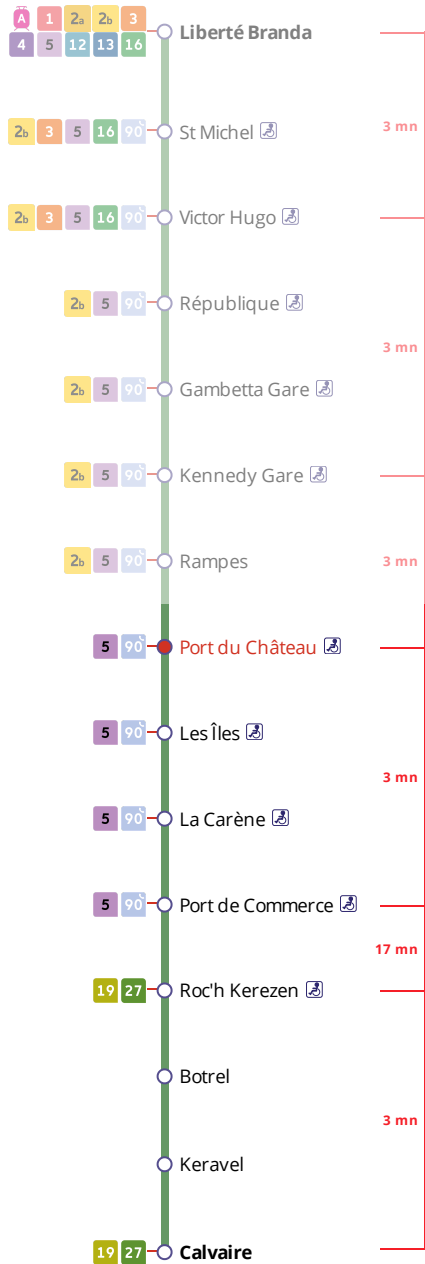 A 1 2a 2b 3
Liberté Branda
4 5 12 13 16
3 mn
2b 3 5 16 90 St Michel
2b 3 5 16 90 Victor Hugo
2b 5 90 République
3 mn
2b 5 90 Gambetta Gare
2b 5 90 Kennedy Gare
2b 5 90 Rampes 3 mn
5 90 Port du Château
5 90 Les Îles
3 mn
5 90 La Carène
5 90 Port de Commerce
17 mn
19 27 Roc'h Kerezen
Botrel
3 mn
Keravel
19 27 Calvaire